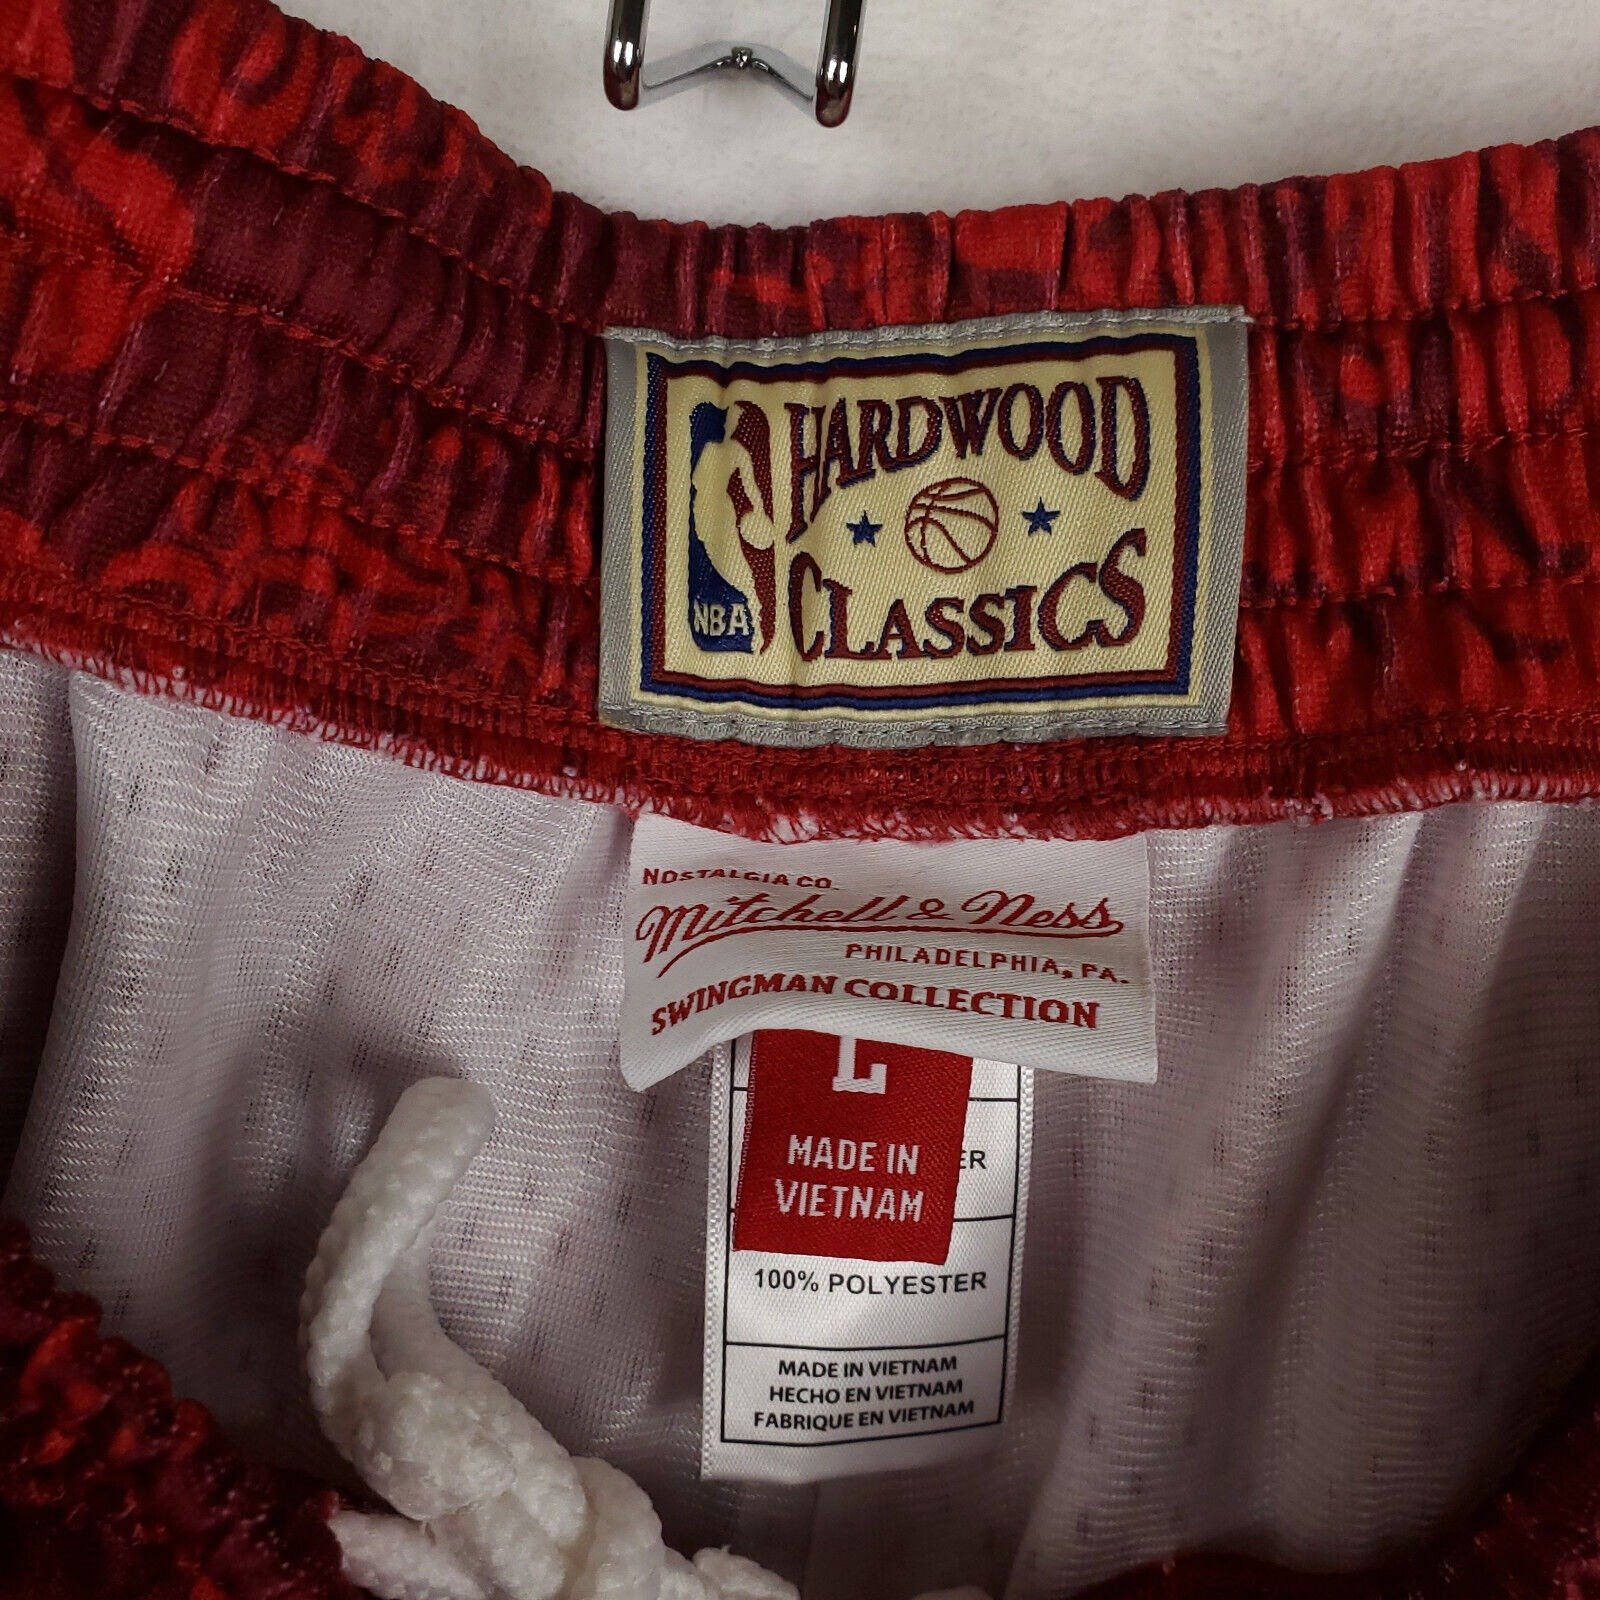 HARDWOOD
CLASSICS
NBA
NOSTALGIA CO.
Mitchell & Ness
PHILADELPHIA, PA.
SWINGMAN COLLECTION
L
MADE IN
VIETNAM
100% POLYESTER
MADE IN VIETNAM
HECHO EN VIETNAM
FABRIQUE EN VIETNAM